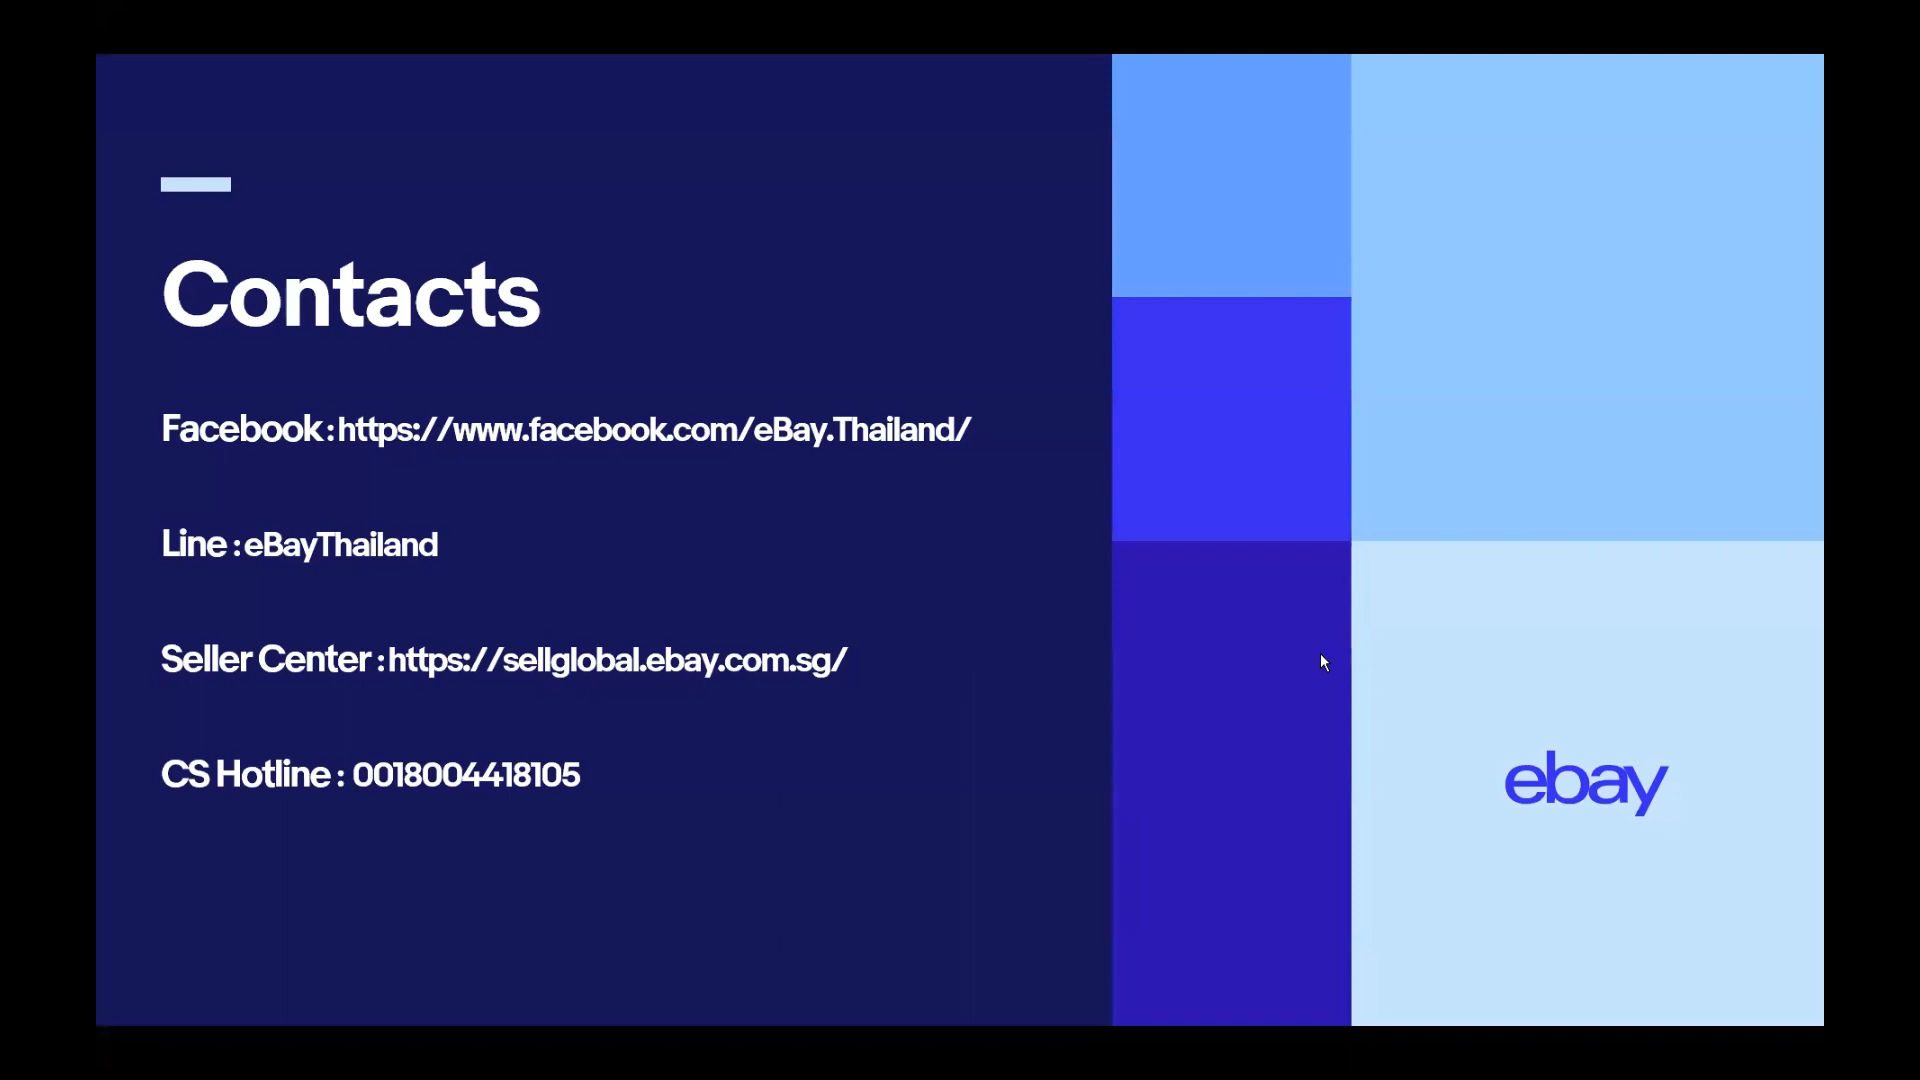 Contacts
Facebook : https://www.facebook.com/eBay.Thailand/
Line : eBayThailand
Seller Center : https://sellglobal.ebay.com.sg/
CS Hotline : 0018004418105
ebay